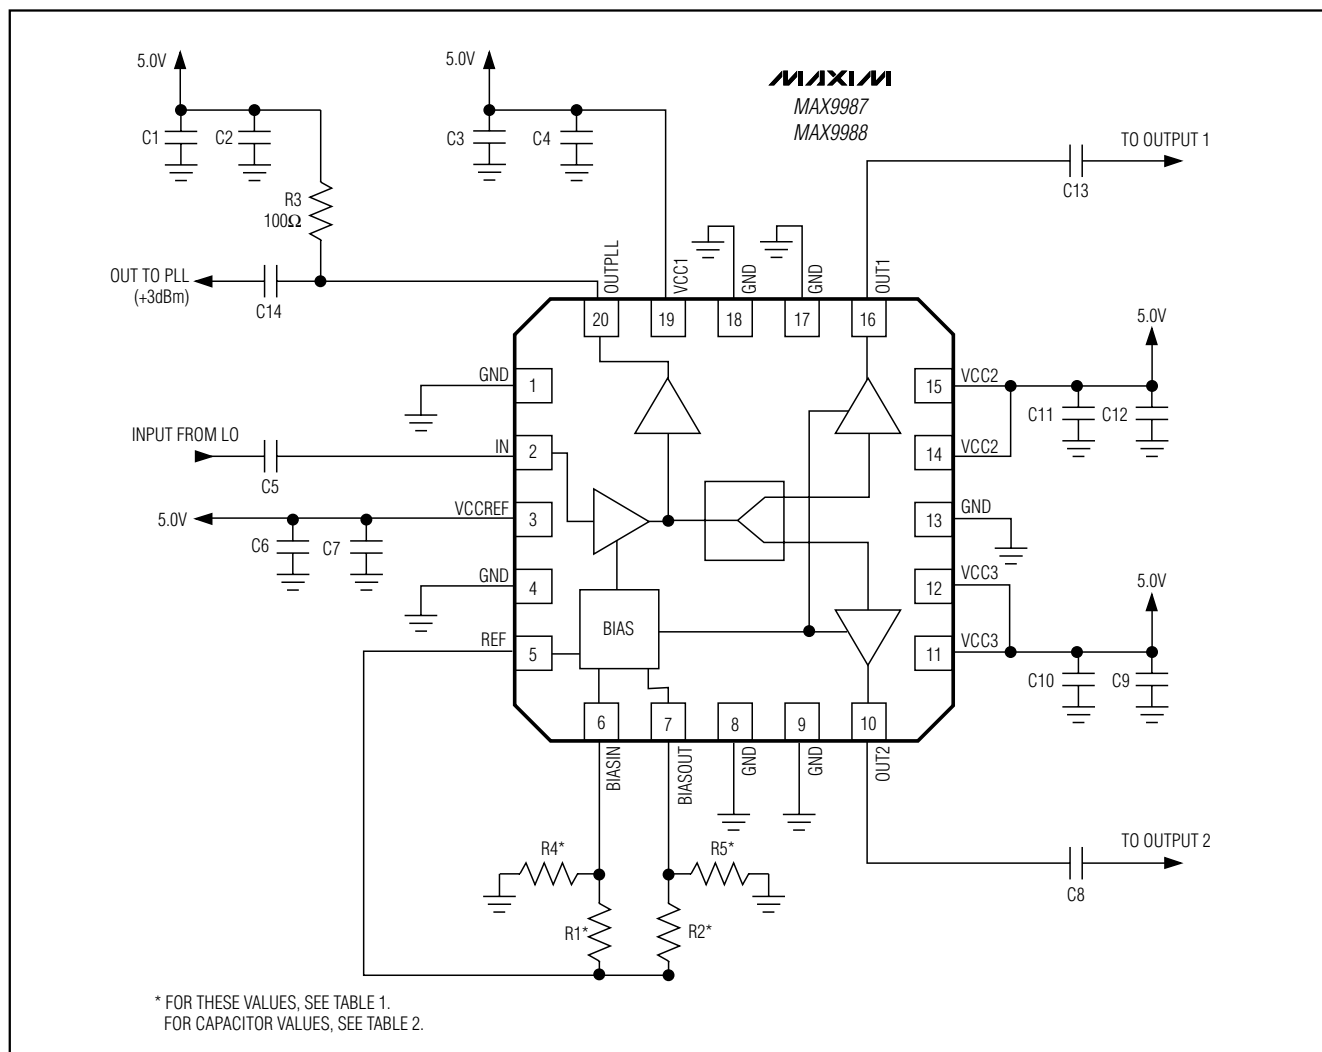 5.0V
5.0V
MAXIM
MAX9987
MAX9988
C1
C2
C3
C4
TO OUTPUT 1
C13
R3
100Ω
OUT TO PLL
(+3dBm)
C14
OUTPLL
VCC1
GND
GND
OUT1
20
19
18
17
16
5.0V
GND
1
15
VCC2
C11
C12
INPUT FROM LO
C5
IN
2
14
VCC2
5.0V
VCCREF
3
13
GND
C6
C7
GND
4
12
VCC3
5.0V
BIAS
REF
5
11
VCC3
C10
C9
6
7
8
9
10
BIASIN
BIASOUT
GND
GND
OUT2
R4*
R5*
TO OUTPUT 2
C8
R1*
R2*
* FOR THESE VALUES, SEE TABLE 1.
FOR CAPACITOR VALUES, SEE TABLE 2.